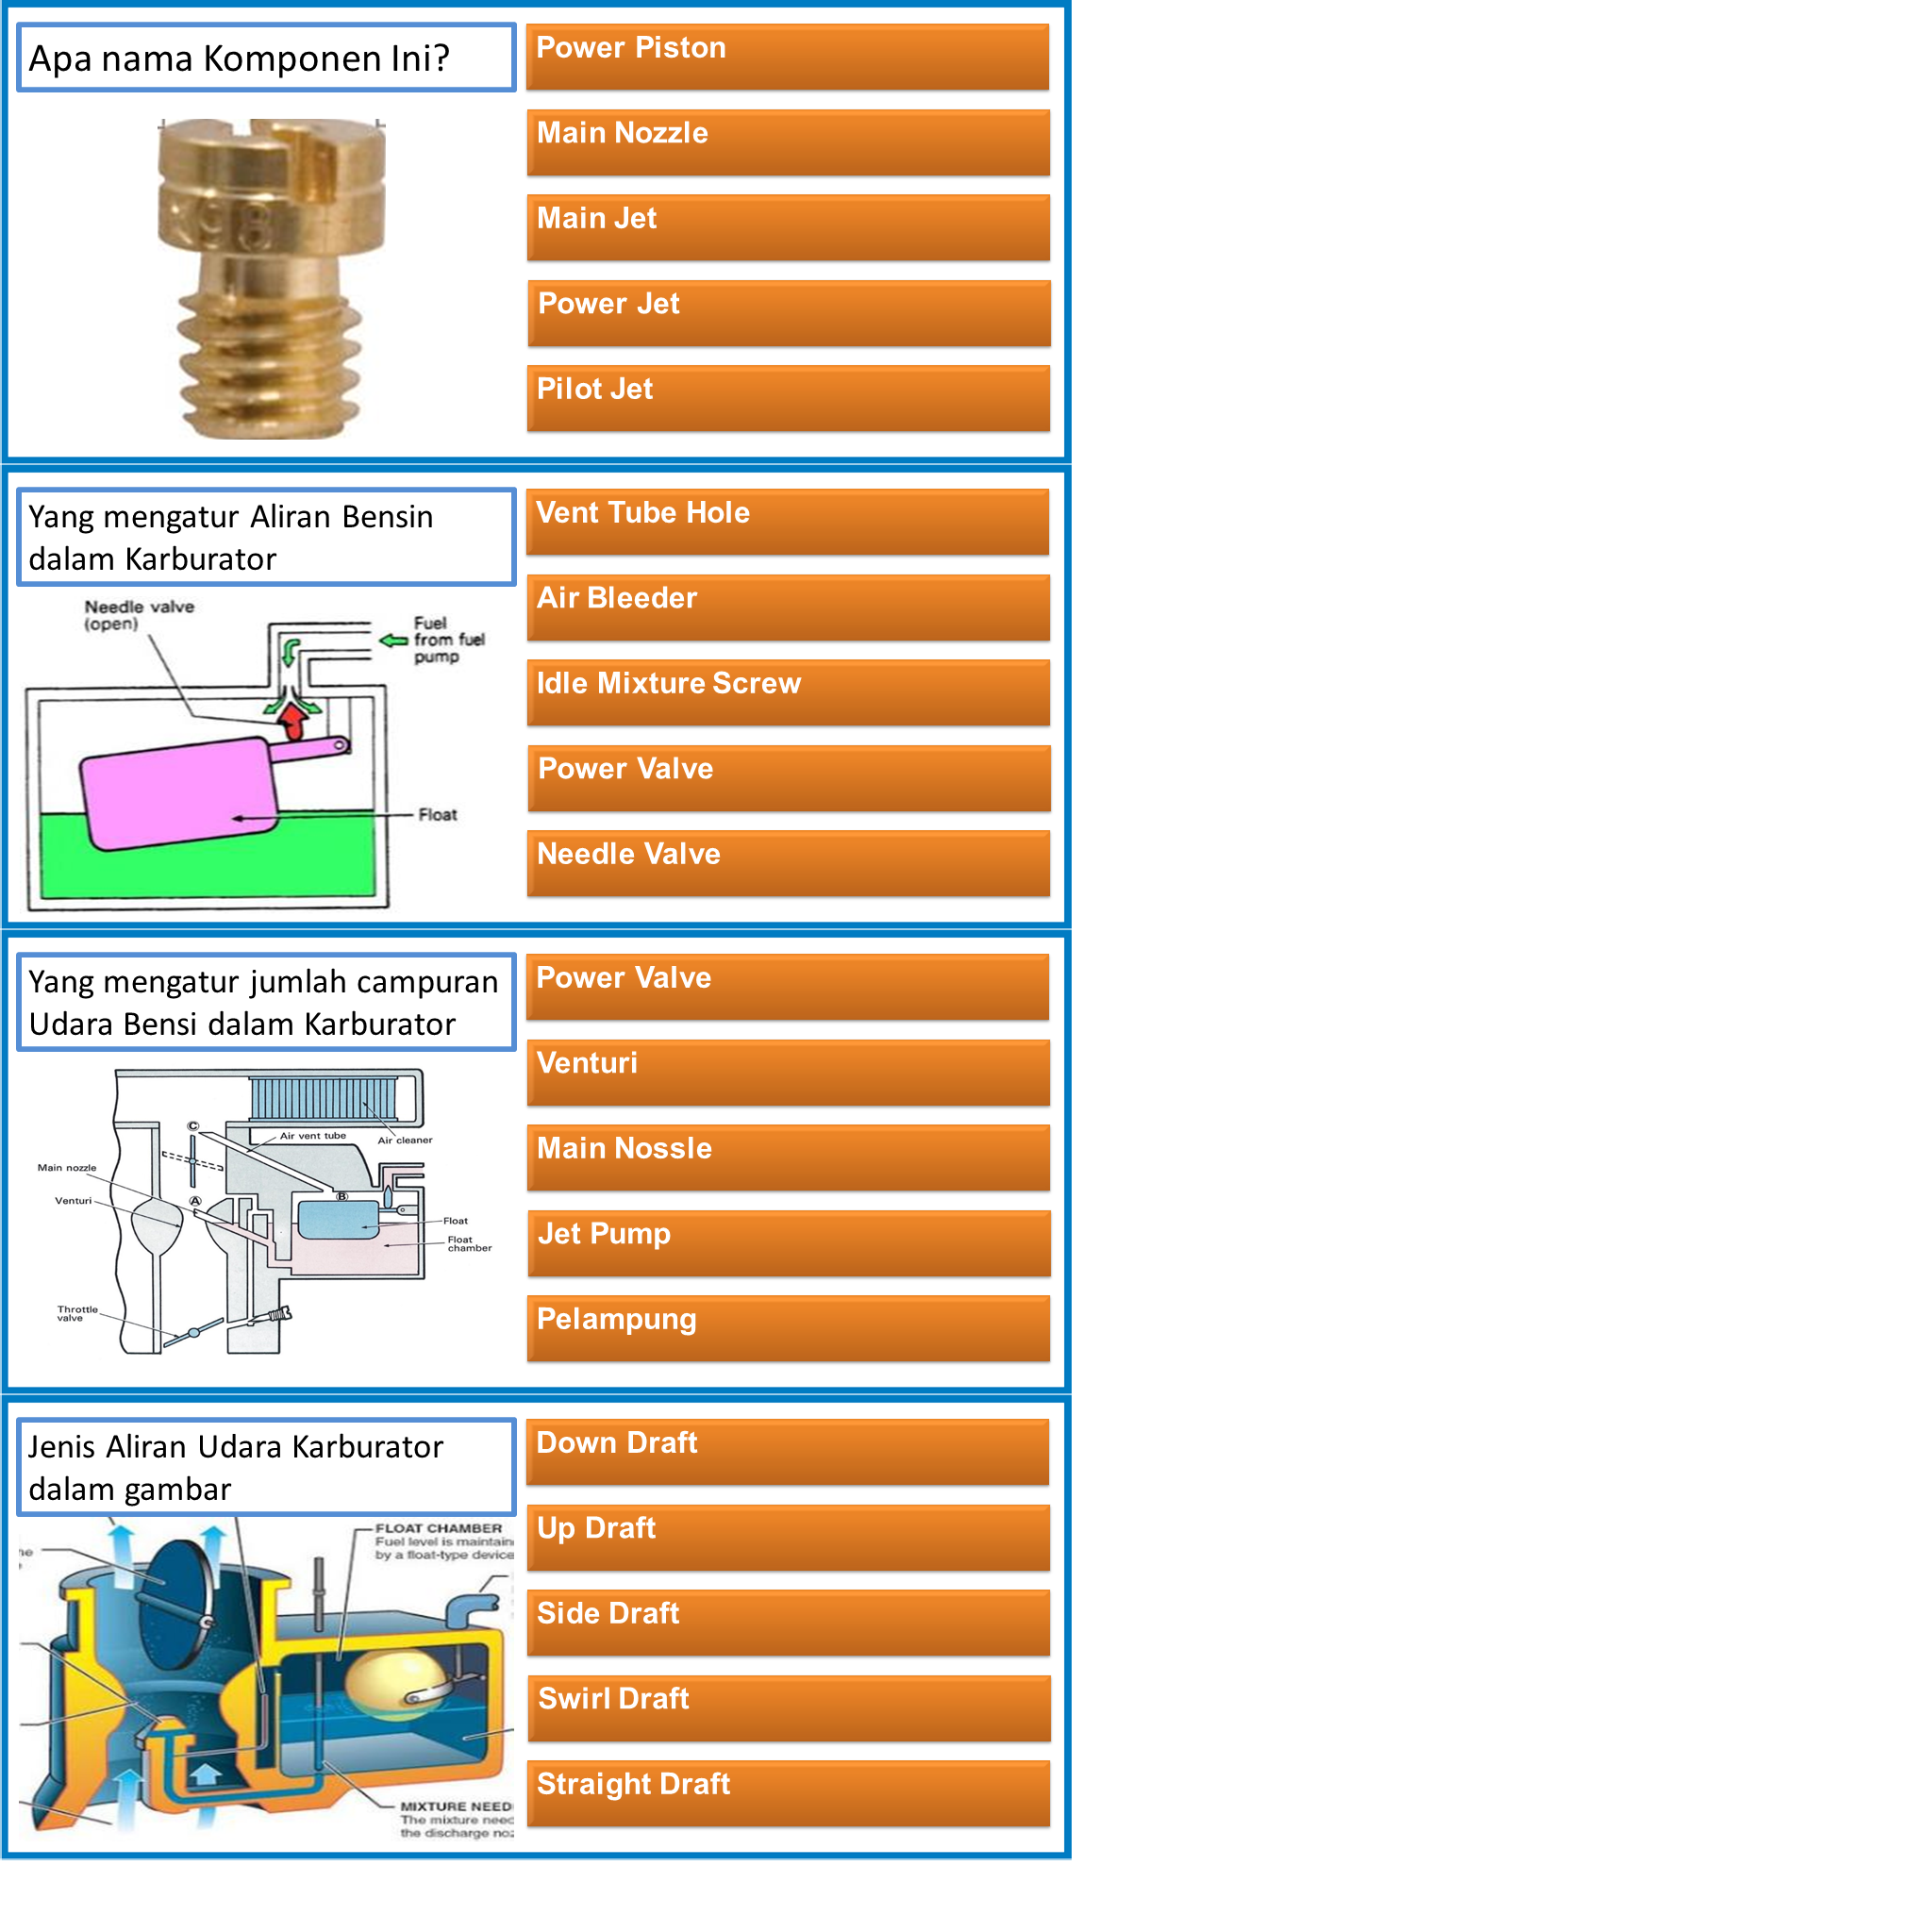 Apa nama Komponen Ini?
98
Power Piston
Main Nozzle
Main Jet
Power Jet
Pilot Jet
Yang mengatur Aliran Bensin
dalam Karburator
Needle valve
(open)
Fuel
from fuel
pump
Float
Vent Tube Hole
Air Bleeder
Idle Mixture Screw
Power Valve
Needle Valve
Yang mengatur jumlah campuran
Udara Bensi dalam Karburator
C
Air vent tube
Air cleaner
Main nozzle
A
B
Venturi
Float
Float
chamber
Throttle
valve
Power Valve
Venturi
Main Nossle
Jet Pump
Pelampung
Jenis Aliran Udara Karburator
dalam gambar
FLOAT CHAMBER
Fuel level is maintain
by a float-type device
MIXTURE NEED
The mixture need
the discharge noz
Down Draft
Up Draft
Side Draft
Swirl Draft
Straight Draft